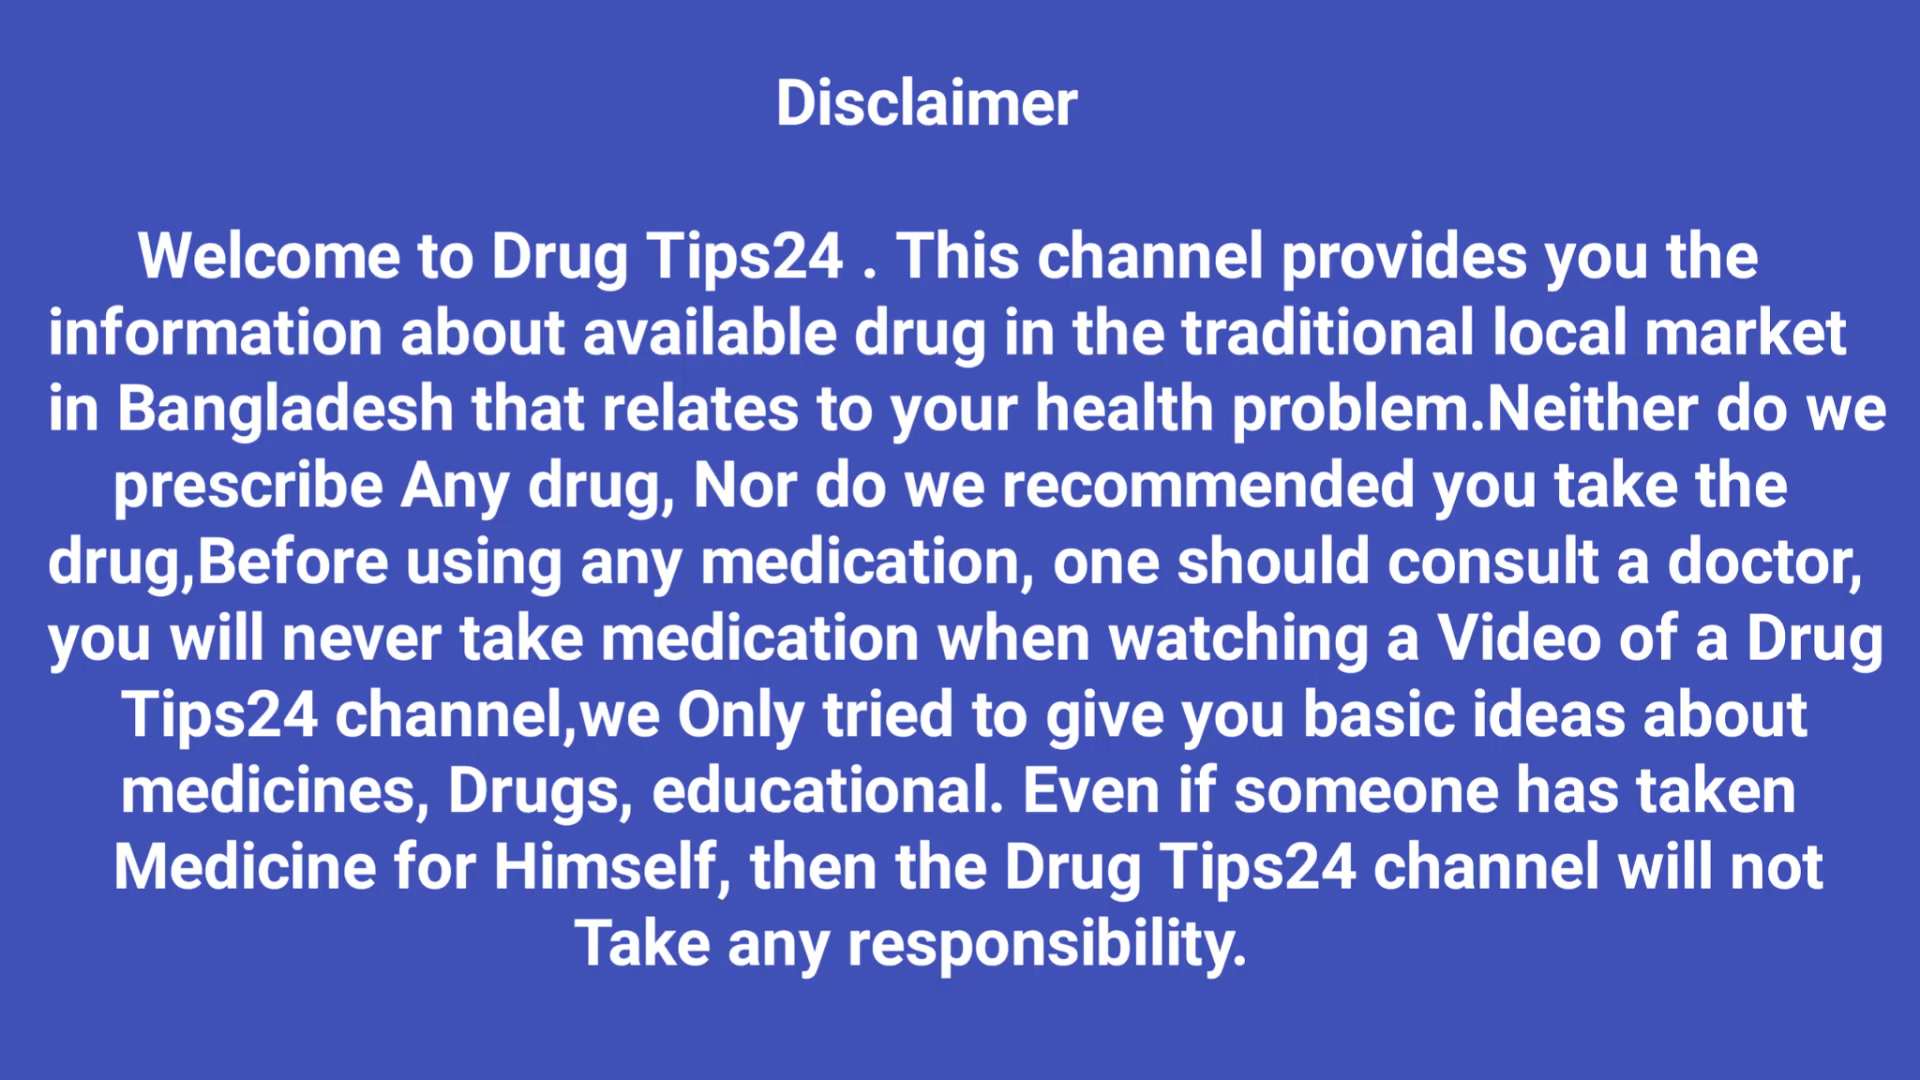 Disclaimer
Welcome to Drug Tips24 . This channel provides you the
information about available drug in the traditional local market
in Bangladesh that relates to your health problem.Neither do we
prescribe Any drug, Nor do we recommended you take the
drug,Before using any medication, one should consult a doctor,
you will never take medication when watching a Video of a Drug
Tips24 channel,we Only tried to give you basic ideas about
medicines, Drugs, educational. Even if someone has taken
Medicine for Himself, then the Drug Tips24 channel will not
Take any responsibility.